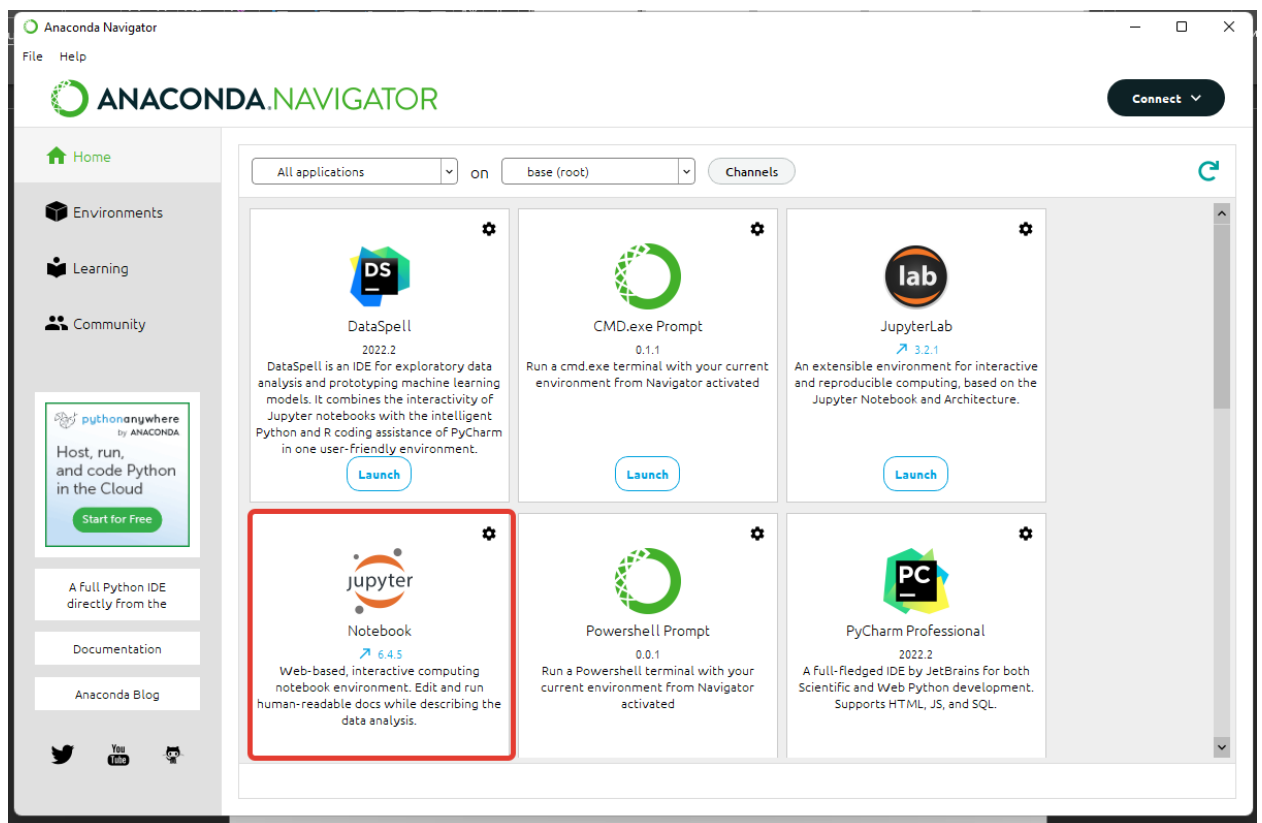 Anaconda Navigator
File Help
ANACONDA.NAVIGATOR
Connect
Home
Environments
Learning
Community
pythonanywhere
by ANACONDA
Host, run,
and code Python
in the Cloud
Start for Free
A full Python IDE
directly from the
Documentation
Anaconda Blog
You
Tube
All applications on base (root) Channels
DS
DataSpell
2022.2
DataSpell is an IDE for exploratory data
analysis and prototyping machine learning
models. It combines the interactivity of
Jupyter notebooks with the intelligent
Python and R coding assistance of PyCharm
in one user-friendly environment.
Launch
CMD.exe Prompt
0.1.1
Run a cmd.exe terminal with your current
environment from Navigator activated
Launch
lab
JupyterLab
3.2.1
An extensible environment for interactive
and reproducible computing, based on the
Jupyter Notebook and Architecture.
Launch
jupyter
Notebook
6.4.5
Web-based, interactive computing
notebook environment. Edit and run
human-readable docs while describing the
data analysis.
Powershell Prompt
0.0.1
Run a Powershell terminal with your
current environment from Navigator
activated
PC
PyCharm Professional
2022.2
A full-fledged IDE by JetBrains for both
Scientific and Web Python development.
Supports HTML, JS, and SQL.